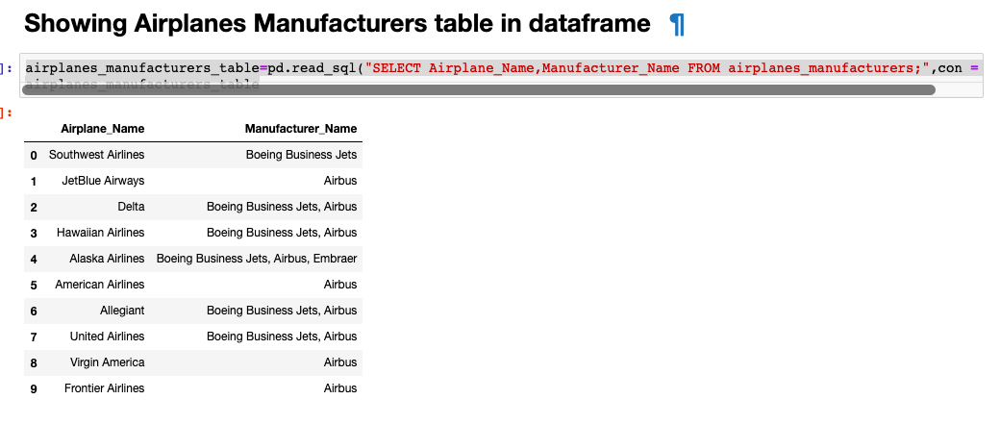 Showing Airplanes Manufacturers table in dataframe ¶
]: airplanes_manufacturers_table=pd.read_sql("SELECT Airplane_Name,Manufacturer_Name FROM airplanes_manufacturers;",con =
airplanes_manufacturers_table
]:
Airplane_Name Manufacturer_Name
0 Southwest Airlines Boeing Business Jets
1 JetBlue Airways Airbus
2 Delta Boeing Business Jets, Airbus
3 Hawaiian Airlines Boeing Business Jets, Airbus
4 Alaska Airlines Boeing Business Jets, Airbus, Embraer
5 American Airlines Airbus
6 Allegiant Boeing Business Jets, Airbus
7 United Airlines Boeing Business Jets, Airbus
8 Virgin America Airbus
9 Frontier Airlines Airbus